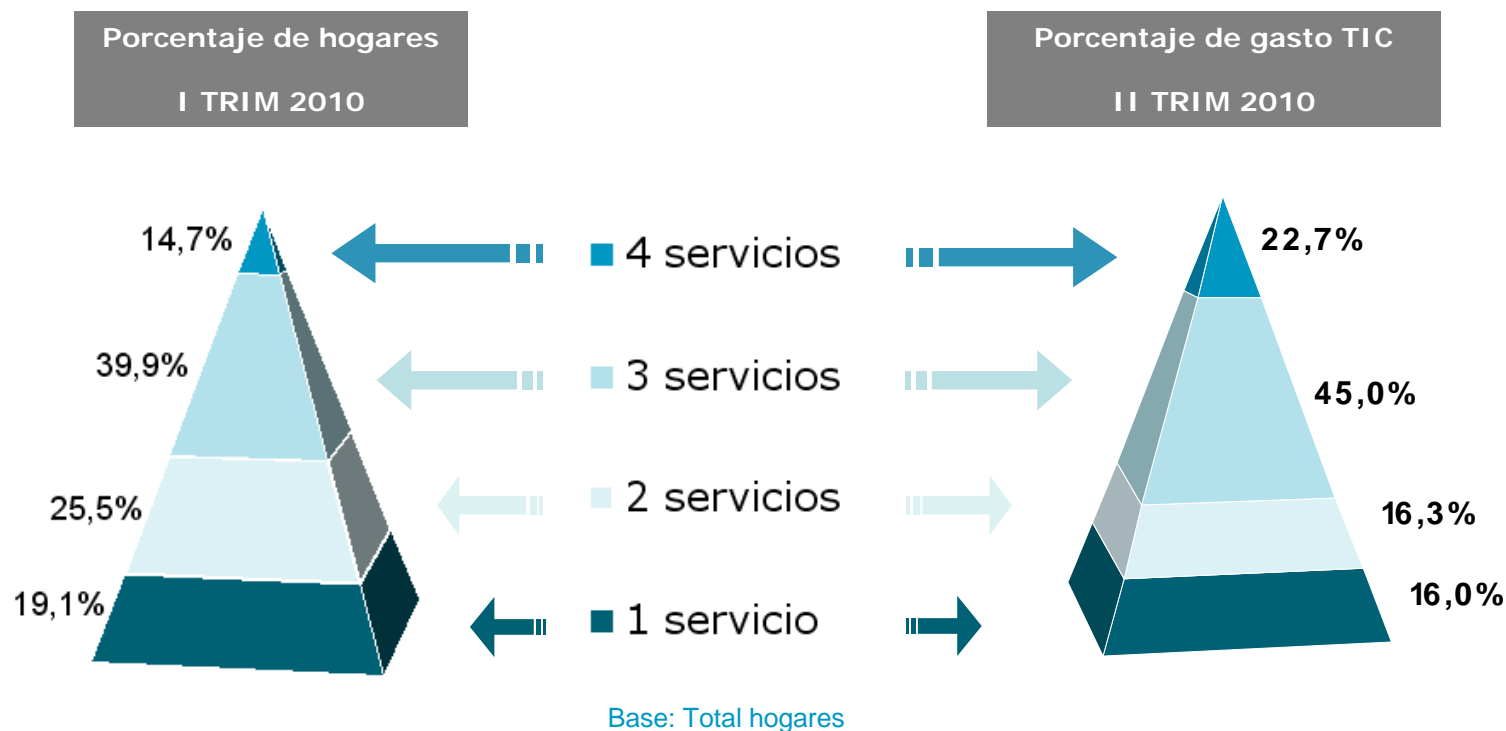 Porcentaje de hogares
I TRIM 2010
Porcentaje de gasto TIC
II TRIM 2010
14,7%
4 servicios
22,7%
39,9%
3 servicios
45,0%
25,5%
2 servicios
16,3%
19,1%
1 servicio
16,0%
Base: Total hogares